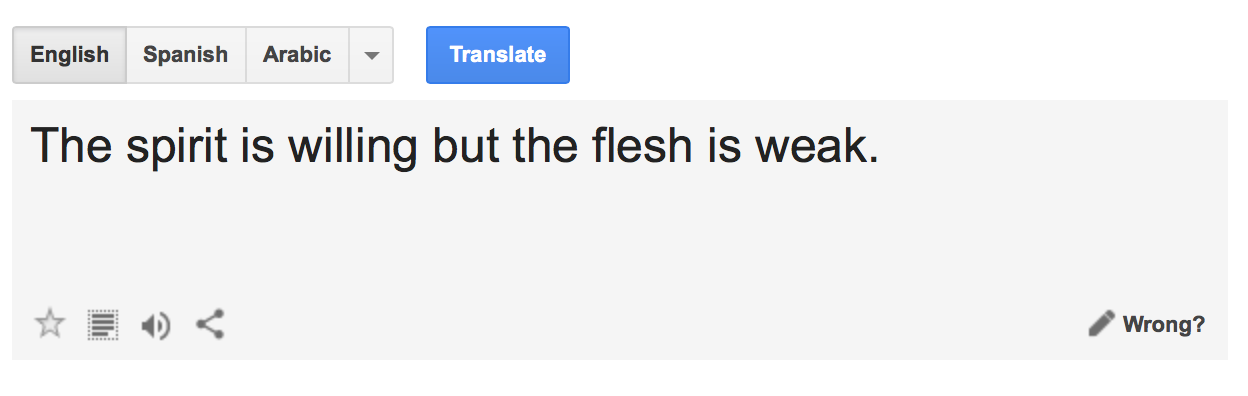 English Spanish Arabic Translate
The spirit is willing but the flesh is weak.
Wrong?